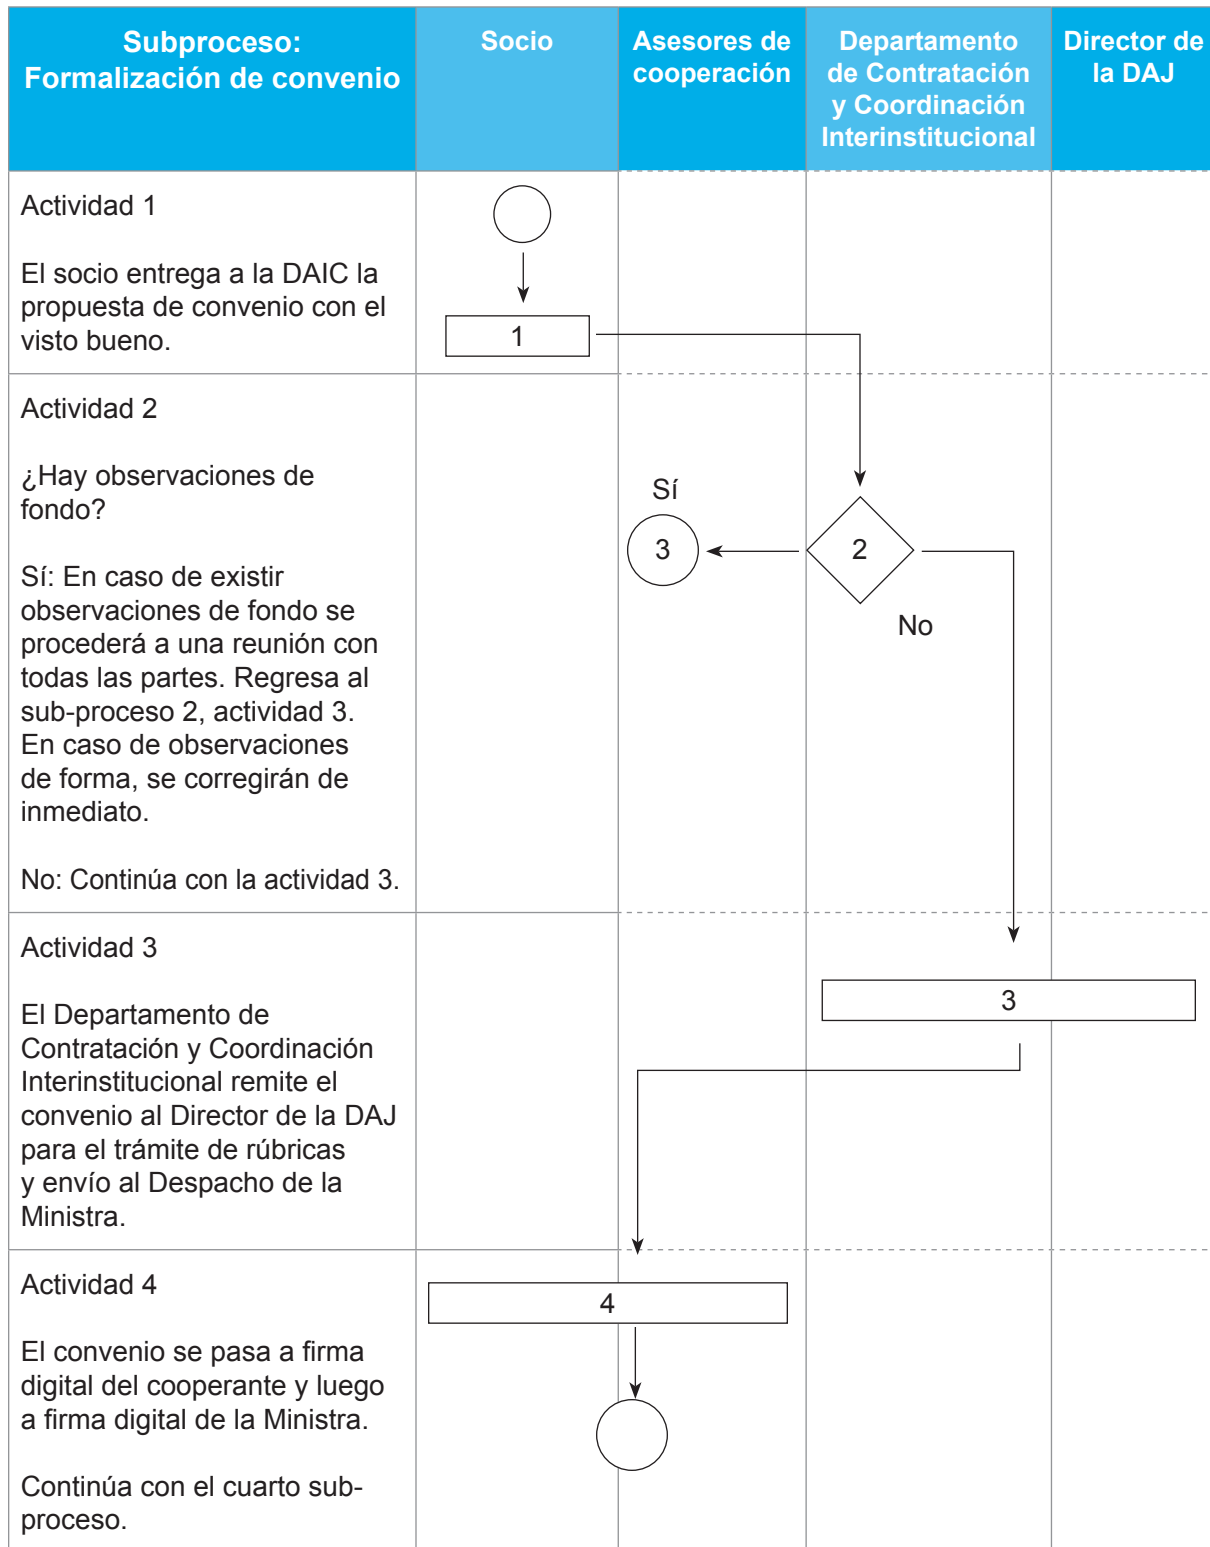 Subproceso:
Formalización de convenio
Socio
Asesores de
cooperación
Departamento
de Contratación
y Coordinación
Interinstitucional
Director de
la DAJ
Actividad 1
El socio entrega a la DAIC la
propuesta de convenio con el
visto bueno.
1
Actividad 2
¿Hay observaciones de
fondo?
Sí: En caso de existir
observaciones de fondo se
procederá a una reunión con
todas las partes. Regresa al
sub-proceso 2, actividad 3.
En caso de observaciones
de forma, se corregirán de
inmediato.
No: Continúa con la actividad 3.
Sí
3
2
No
Actividad 3
El Departamento de
Contratación y Coordinación
Interinstitucional remite el
convenio al Director de la DAJ
para el trámite de rúbricas
y envío al Despacho de la
Ministra.
3
Actividad 4
El convenio se pasa a firma
digital del cooperante y luego
a firma digital de la Ministra.
Continúa con el cuarto sub-
proceso.
4